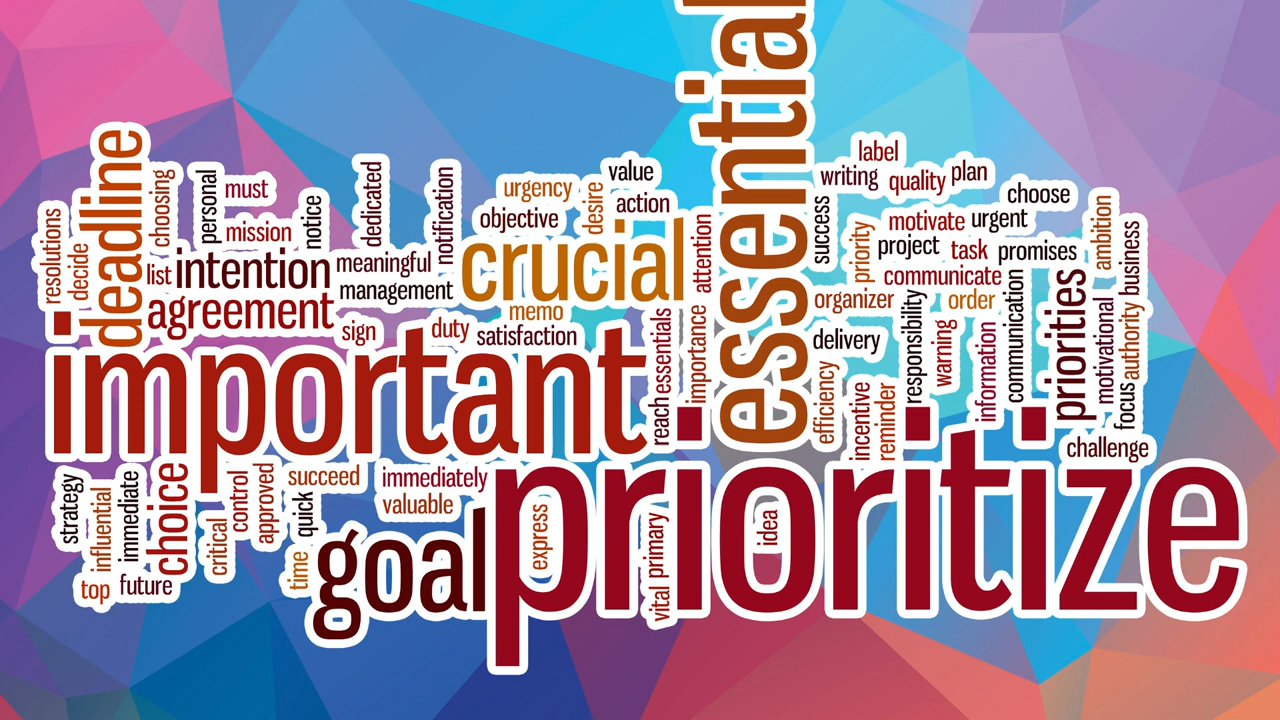 essential
label
value
writing
quality
plan
deadline
choosing
personal
must
dedicated
notification
urgency
desire
action
choose
resolutions
decide
mission
notice
objective
attention
success
motivate
urgent
ambition
business
list
intention
meaningful
crucial
priority
project
task
promises
agreement
management
communicate
memo
organizer
order
sign
duty
satisfaction
delivery
responsibility
warning
information
communication
priorities
motivational
authority
focus
important
reach
essentials
importance
efficiency
incentive
reminder
challenge
strategy
influential
immediate
choice
control
approved
succeed
immediately
prioritize
quick
valuable
critical
time
goal
express
vital
primary
idea
top
future